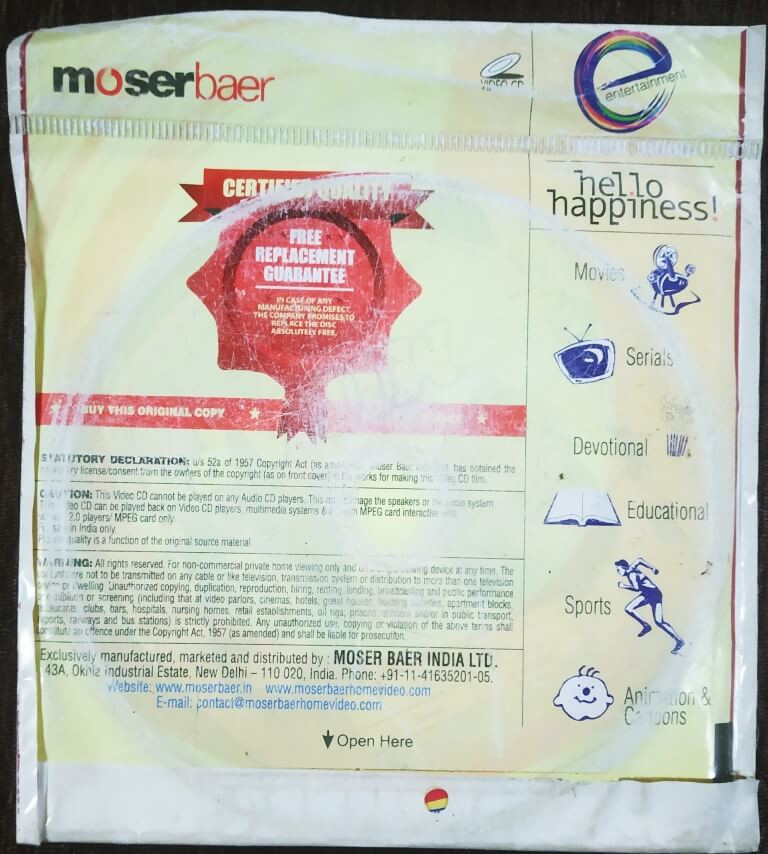 moserbaer
VIDEO CD
entertainment
CERTIFIED QUALITY
FREE
REPLACEMENT
GUARANTEE
IN CASE OF ANY
MANUFACTURING DEFECT,
THE COMPANY PROMISES TO
REPLACE THE DISC
ABSOLUTELY FREE.
BUY THIS ORIGINAL COPY
STATUTORY DECLARATION: u/s 52a of 1957 Copyright Act (as Moser Baer has obtained the
license/consent from the owners of the copyright (as on front cover) works for making this Video CD film.
CAUTION: This Video CD cannot be played on any Audio CD players. This damage the speakers or audio system.
CD can be played back on Video CD players, multimedia systems & MPEG card interactive
2.0 players/ MPEG card only.
in India only.
quality is a function of the original source material
WARNING: All rights reserved. For non-commercial private home viewing only and on viewing device at any time. The
are not to be transmitted on any cable or like television, transmission system or distribution to more than one television
or dwelling. Unauthorized copying, duplication, reproduction, hiring, renting, lending, broadcasting and public performance
exhibition or screening (including that at video parlors, cinemas, hotels, guest houses, housing societies, apartment blocks,
restaurants, clubs, bars, hospitals, nursing homes, retail establishments, oil rigs, prisons, schools and/or in public transport,
railways and bus stations) is strictly prohibited. Any unauthorized use, copying or violation of the above terms shall
constitute an offence under the Copyright Act, 1957 (as amended) and shall be liable for prosecution.
Exclusively manufactured, marketed and distributed by : MOSER BAER INDIA LTD.
43A, Okhla Industrial Estate, New Delhi – 110 020, India. Phone: +91-11-41635201-05.
Website: www.moserbaer.in www.moserbaerhomevideo.com
E-mail: contact@moserbaerhomevideo.com
Open Here
hello
happiness!
Movies
Serials
Devotional
Educational
Sports
Animation &
Cartoons